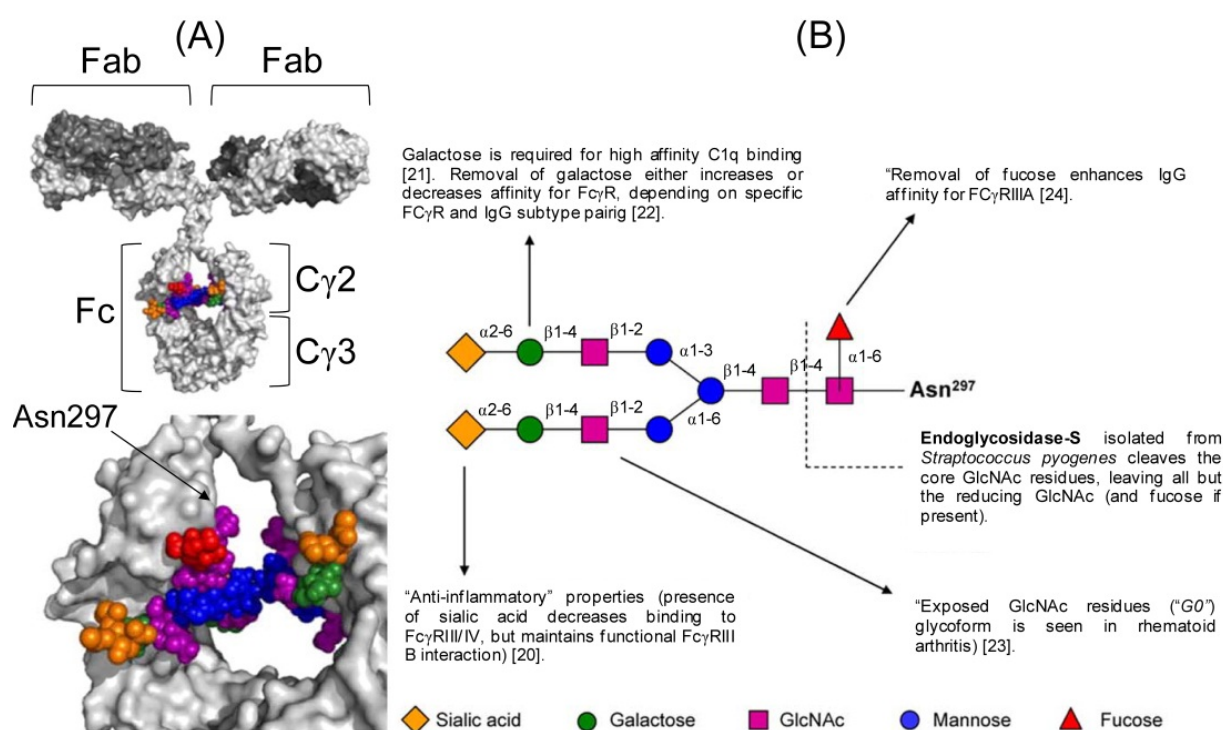 (A)
Fab
Fab
Fc
Cγ2
Cγ3
Asn297
(B)
Galactose is required for high affinity C1q binding
[21]. Removal of galactose either increases or
decreases affinity for FcγR, depending on specific
FCγR and IgG subtype pairig [22].
“Removal of fucose enhances IgG
affinity for FCγRIIIA [24].
α2-6
β1-4
β1-2
α1-3
β1-4
β1-4
α1-6
Asn297
α2-6
β1-4
β1-2
α1-6
Endoglycosidase-S isolated from
Straptococcus pyogenes cleaves the
core GlcNAc residues, leaving all but
the reducing GlcNAc (and fucose if
present).
“Anti-inflammatory” properties (presence
of sialic acid decreases binding to
FcγRIII/IV, but maintains functional FcγRIII
B interaction) [20].
“Exposed GlcNAc residues (“G0”)
glycoform is seen in rhematoid
arthritis) [23].
Sialic acid
Galactose
GlcNAc
Mannose
Fucose